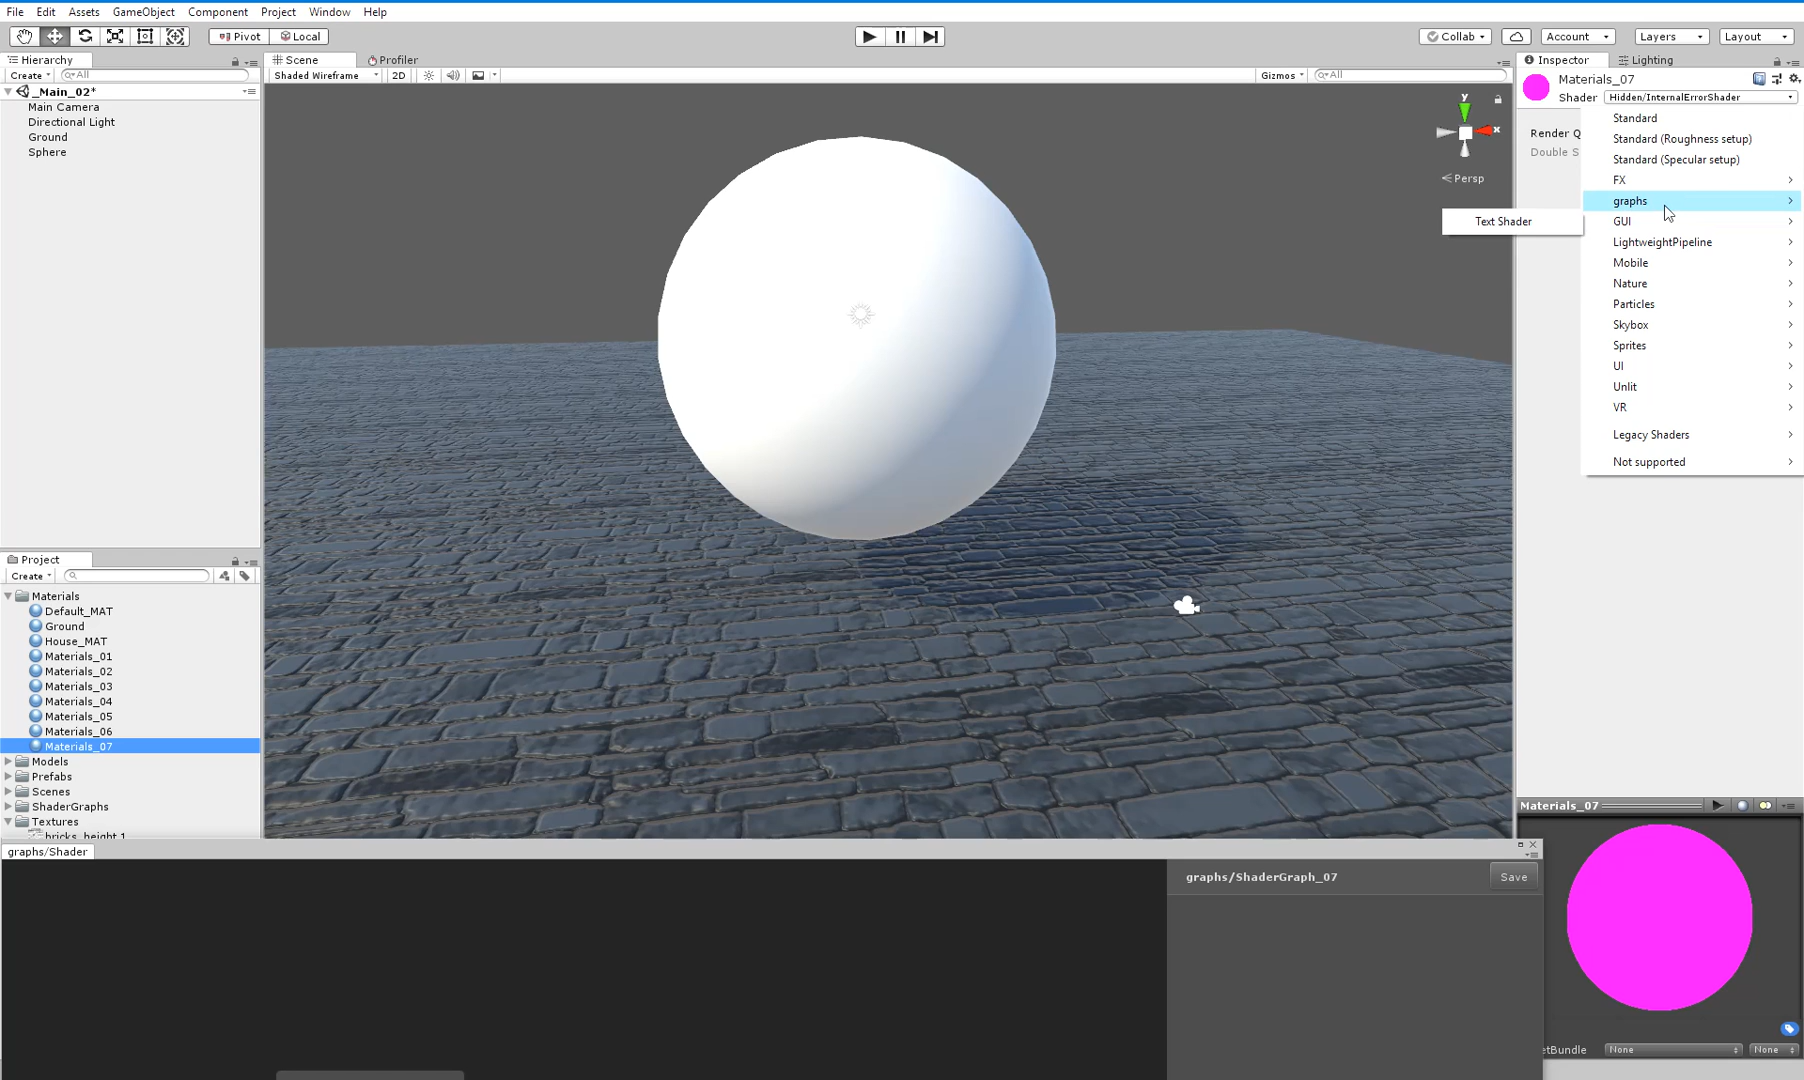 File Edit Assets GameObject Component Project Window Help
Pivot Local
Collab Account Layers Layout
Hierarchy
Create All
_Main_02*
Main Camera
Directional Light
Ground
Sphere
Scene Profiler
Shaded Wireframe 2D Gizmos All
y
x
Persp
Inspector Lighting
Materials_07
Shader Hidden/InternalErrorShader
Render Q
Double S
Standard
Standard (Roughness setup)
Standard (Specular setup)
FX
graphs
GUI
LightweightPipeline
Mobile
Nature
Particles
Skybox
Sprites
UI
Unlit
VR
Legacy Shaders
Not supported
Text Shader
Project
Create
Materials
Default_MAT
Ground
House_MAT
Materials_01
Materials_02
Materials_03
Materials_04
Materials_05
Materials_06
Materials_07
Models
Prefabs
Scenes
ShaderGraphs
Textures
bricks_height 1
graphs/Shader
graphs/ShaderGraph_07 Save
Materials_07
etBundle None None